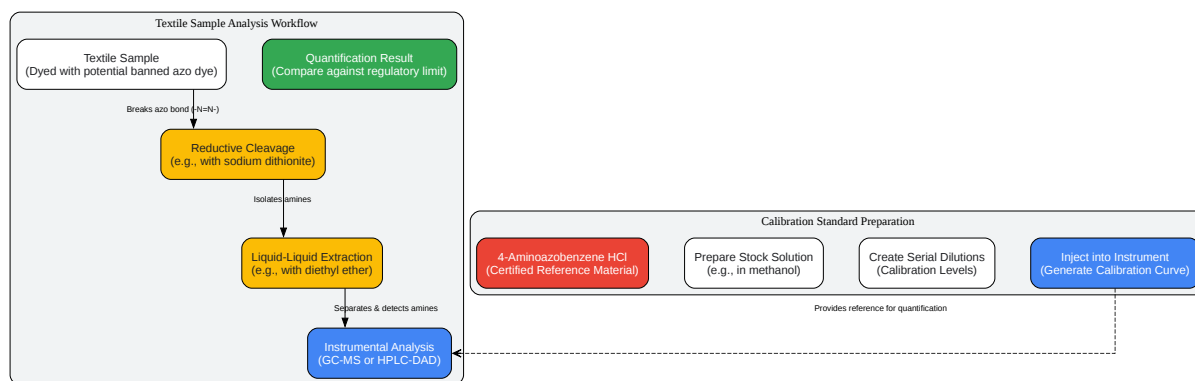 Textile Sample Analysis Workflow
Textile Sample
(Dyed with potential banned azo dye)
Quantification Result
(Compare against regulatory limit)
Breaks azo bond (-N=N-)
Reductive Cleavage
(e.g., with sodium dithionite)
Isolates amines
Liquid-Liquid Extraction
(e.g., with diethyl ether)
Separates & detects amines
Instrumental Analysis
(GC-MS or HPLC-DAD)
Calibration Standard Preparation
4-Aminoazobenzene HCl
(Certified Reference Material)
Prepare Stock Solution
(e.g., in methanol)
Create Serial Dilutions
(Calibration Levels)
Inject into Instrument
(Generate Calibration Curve)
Provides reference for quantification